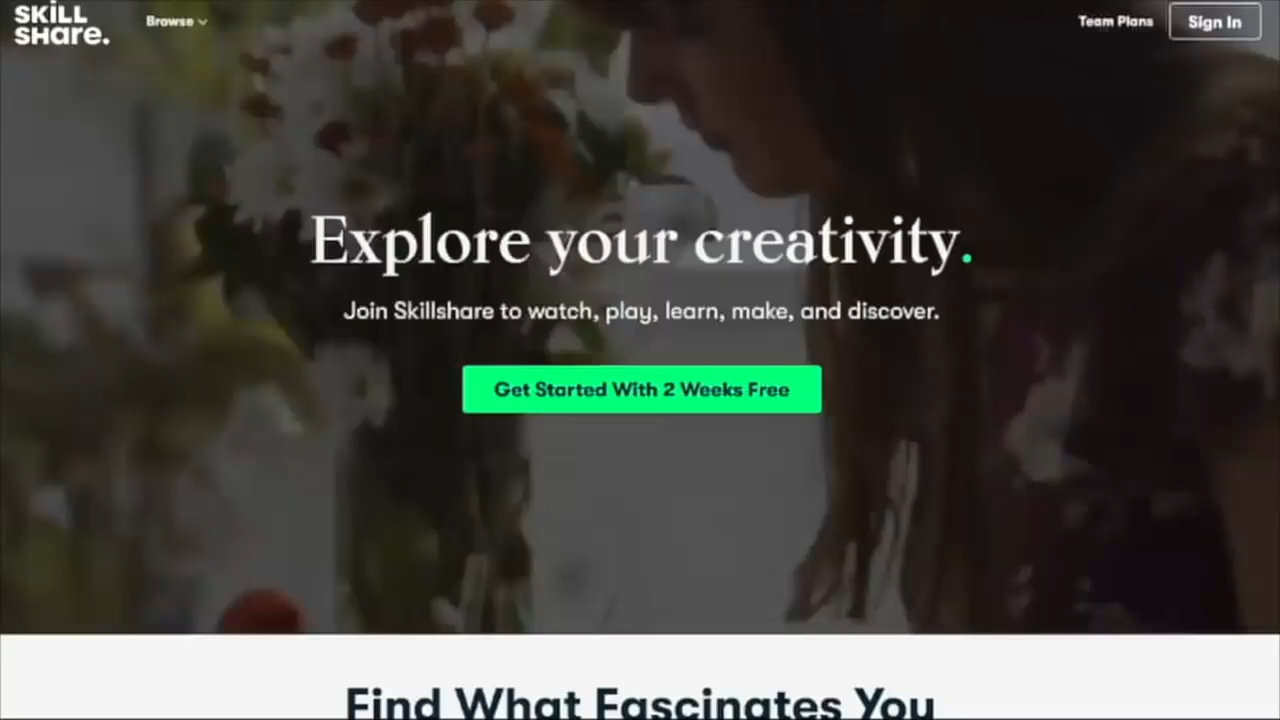 SKILL
SHare.
Browse
Team Plans
Sign In
Explore your creativity.
Join Skillshare to watch, play, learn, make, and discover.
Get Started With 2 Weeks Free
Find What Fascinates You